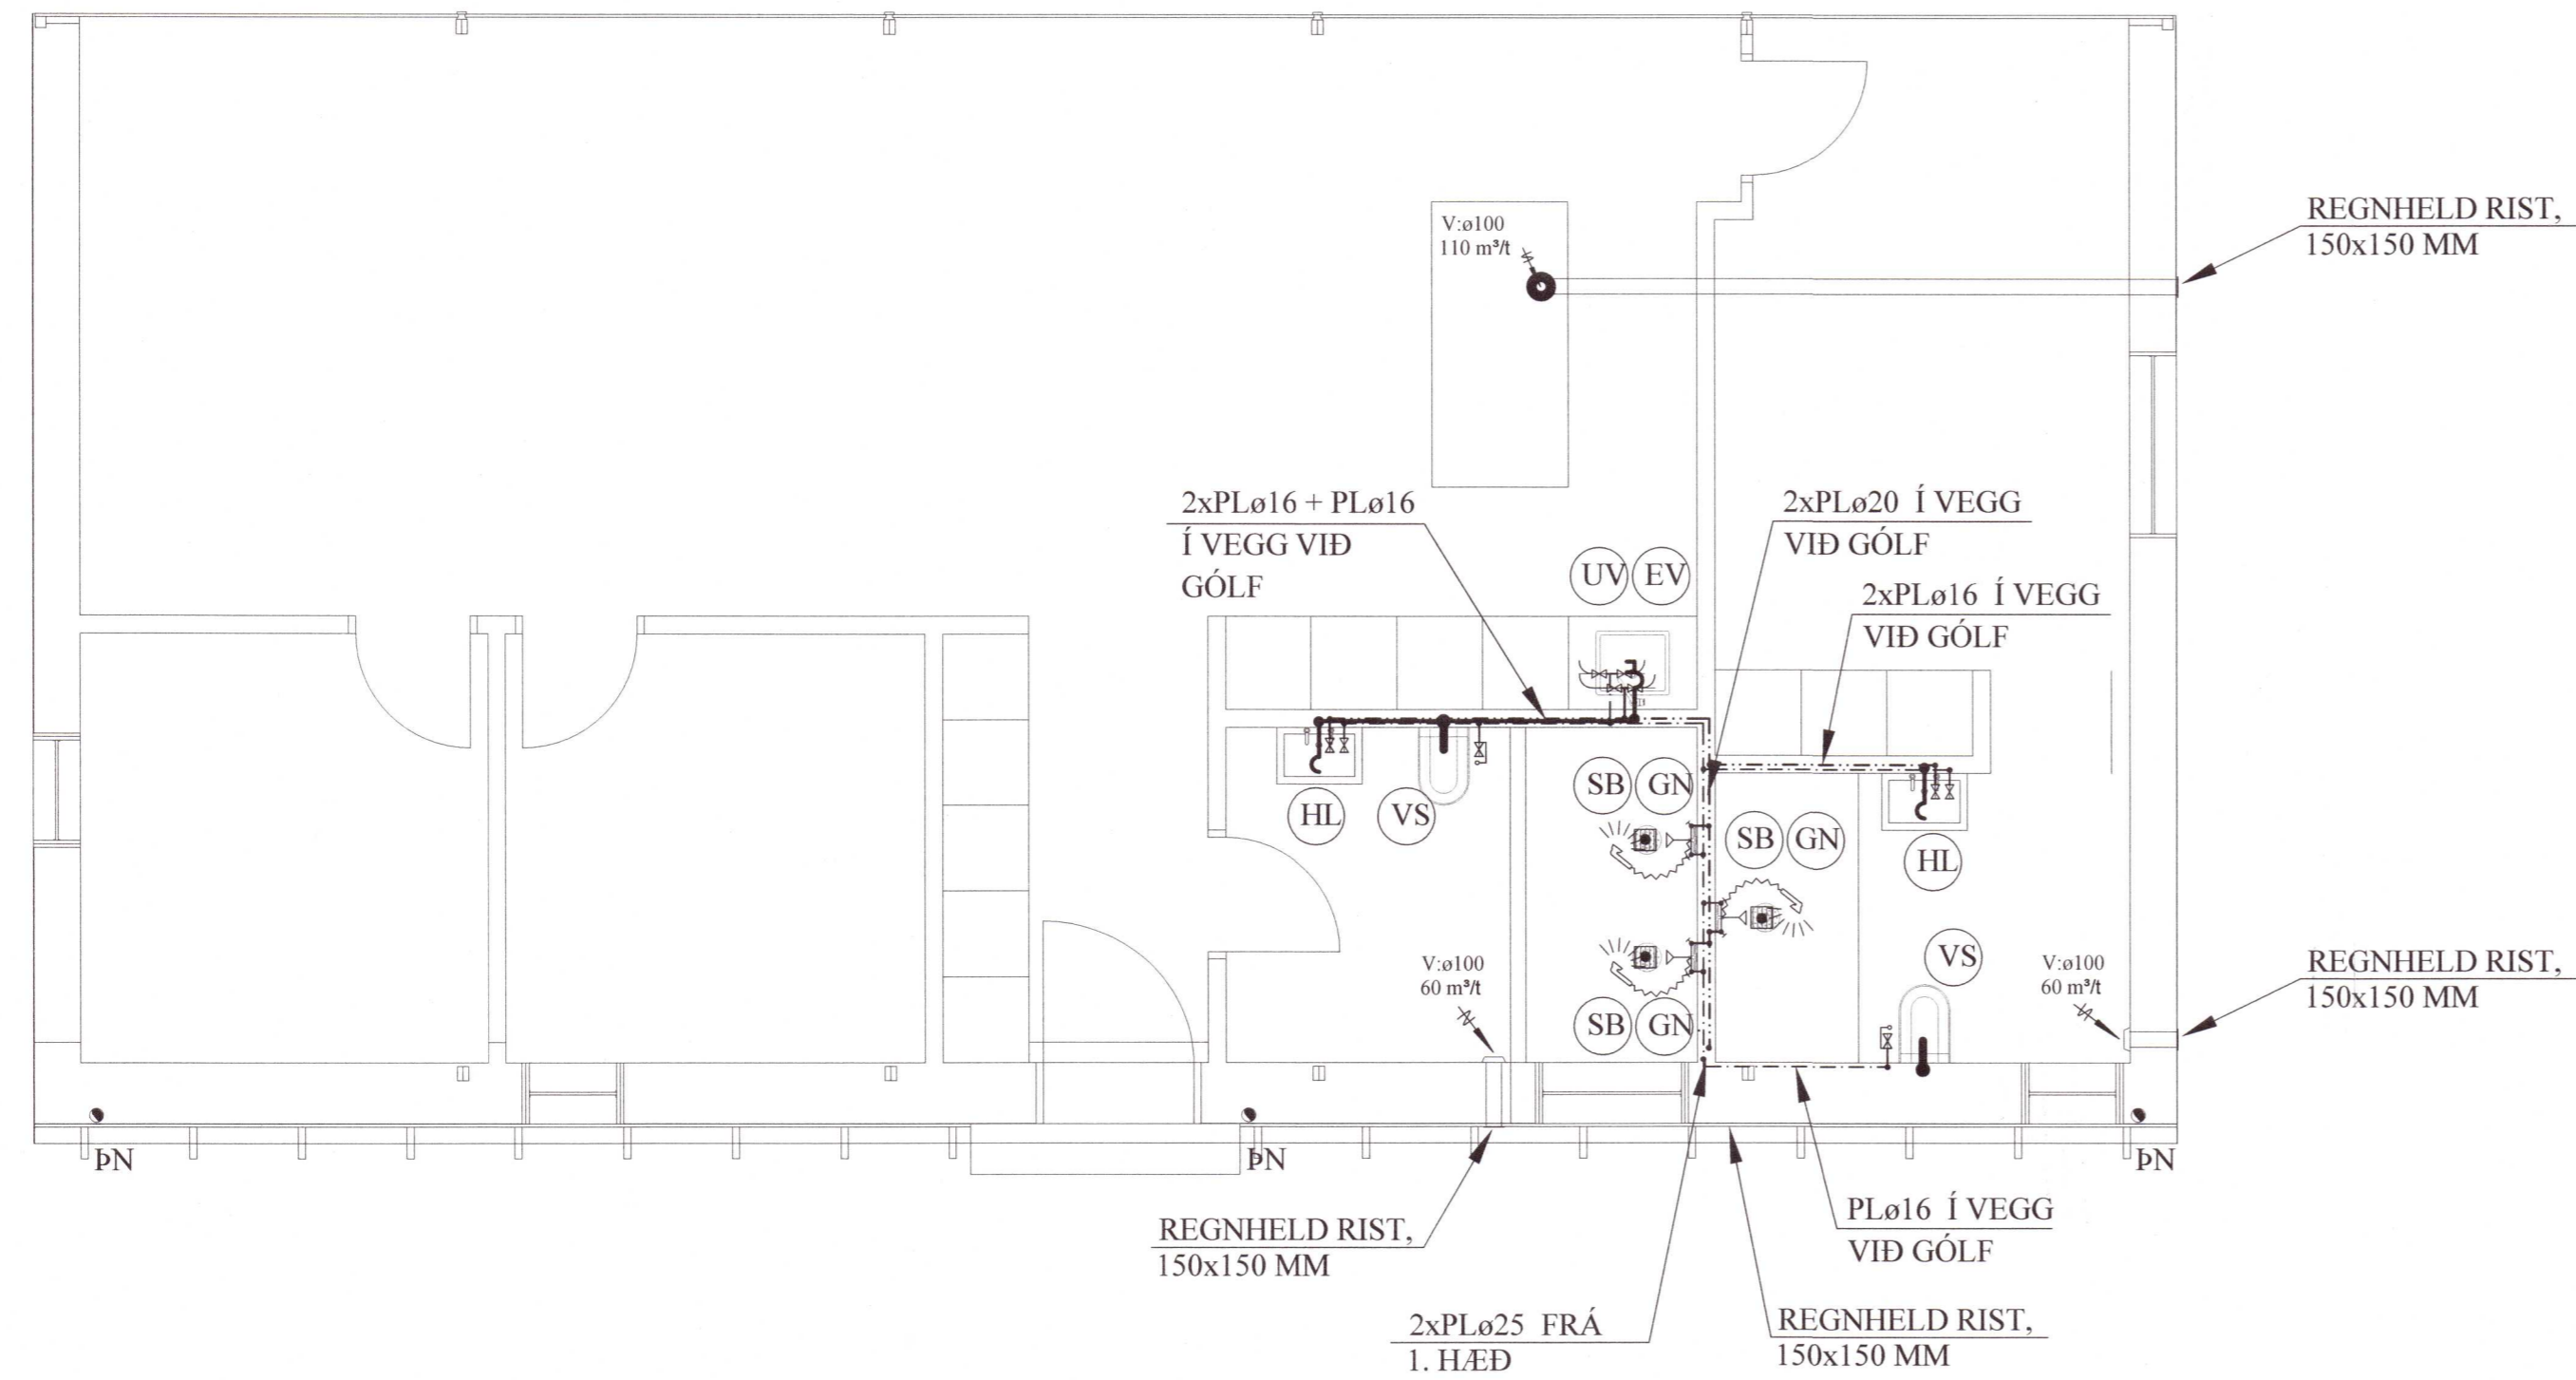 REGNHELD RIST,
150x150 MM
V:ø100
110 m³/t
2xPLø16 + PLø16
Í VEGG VIÐ
GÓLF
2xPLø20 Í VEGG
VIÐ GÓLF
UV
EV
2xPLø16 Í VEGG
VIÐ GÓLF
HL
VS
SB
GN
SB
GN
HL
VS
V:ø100
60 m³/t
SB
GN
V:ø100
60 m³/t
REGNHELD RIST,
150x150 MM
ÞN
ÞN
ÞN
REGNHELD RIST,
150x150 MM
PLø16 Í VEGG
VIÐ GÓLF
2xPLø25 FRÁ
1. HÆÐ
REGNHELD RIST,
150x150 MM